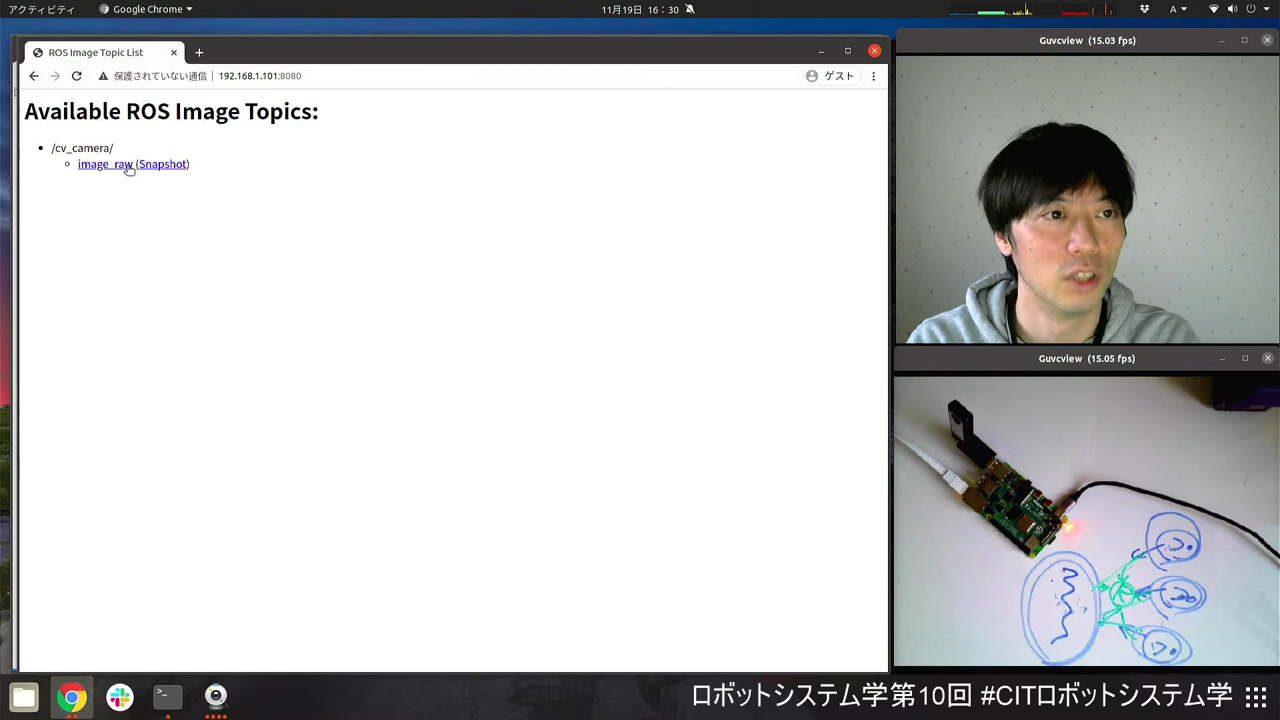 アクティビティ
Google Chrome
11月19日 16：30
A
ROS Image Topic List
保護されていない通信
192.168.1.101:8080
ゲスト
Available ROS Image Topics:
/cv_camera/
image_raw (Snapshot)
Guvcview (15.03 fps)
Guvcview (15.05 fps)
ロボットシステム学第10回 #CITロボットシステム学